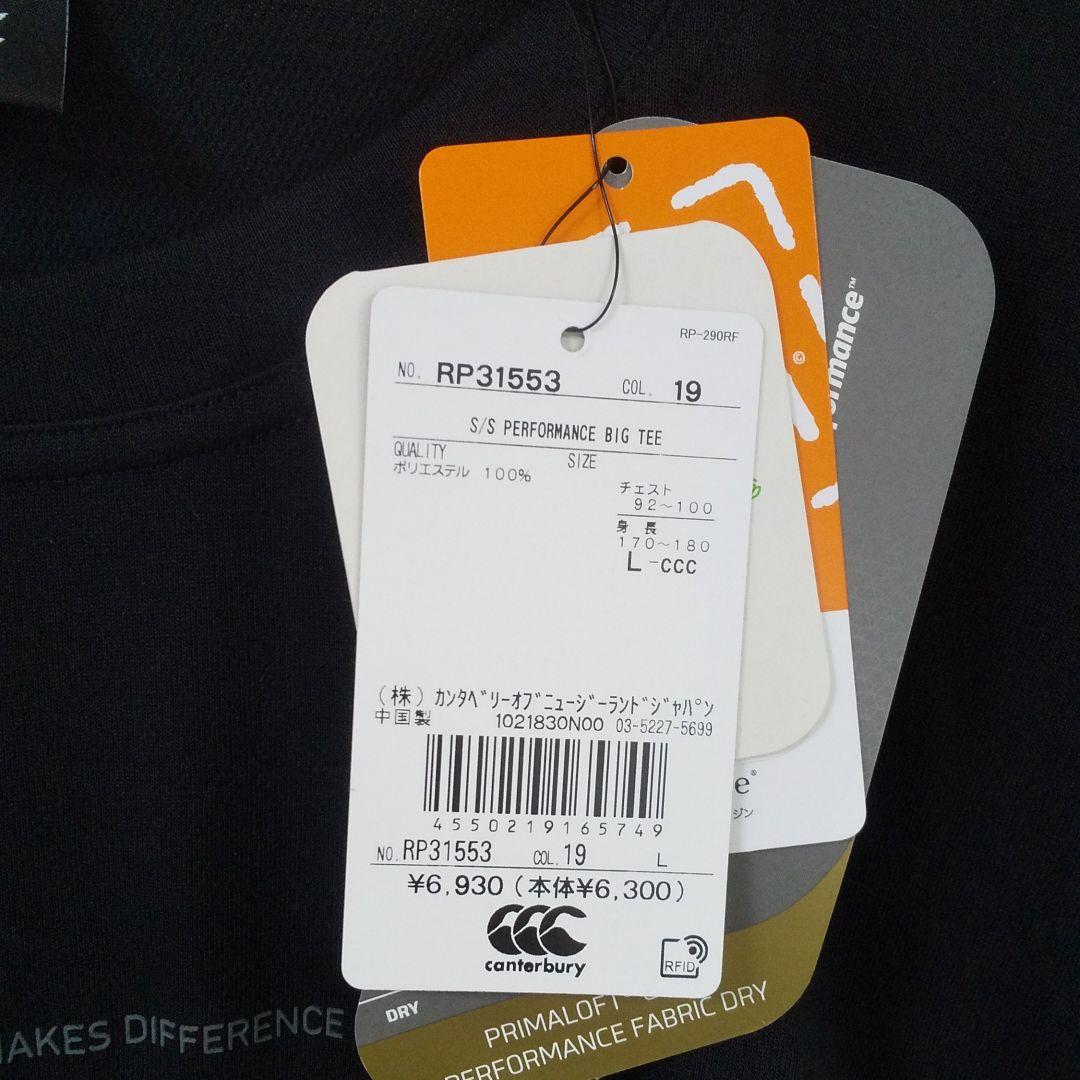 RP-290RF
NO. RP31553 COL. 19
S/S PERFORMANCE BIG TEE
QUALITY SIZE
ポリエステル 100%
チェスト
92～100
身 長
170～180
L-CCC
(株) カンタベリーオブニュージーランドジャパン
中国製 1021830N00 03-5227-5699
4550219165749
NO. RP31553 COL. 19 L
¥6,930 (本体¥6,300)
canterbury
RFID
formance™
©
e®
ジン
DRY
PRIMALOFT
PERFORMANCE FABRIC DRY
MAKES DIFFERENCE